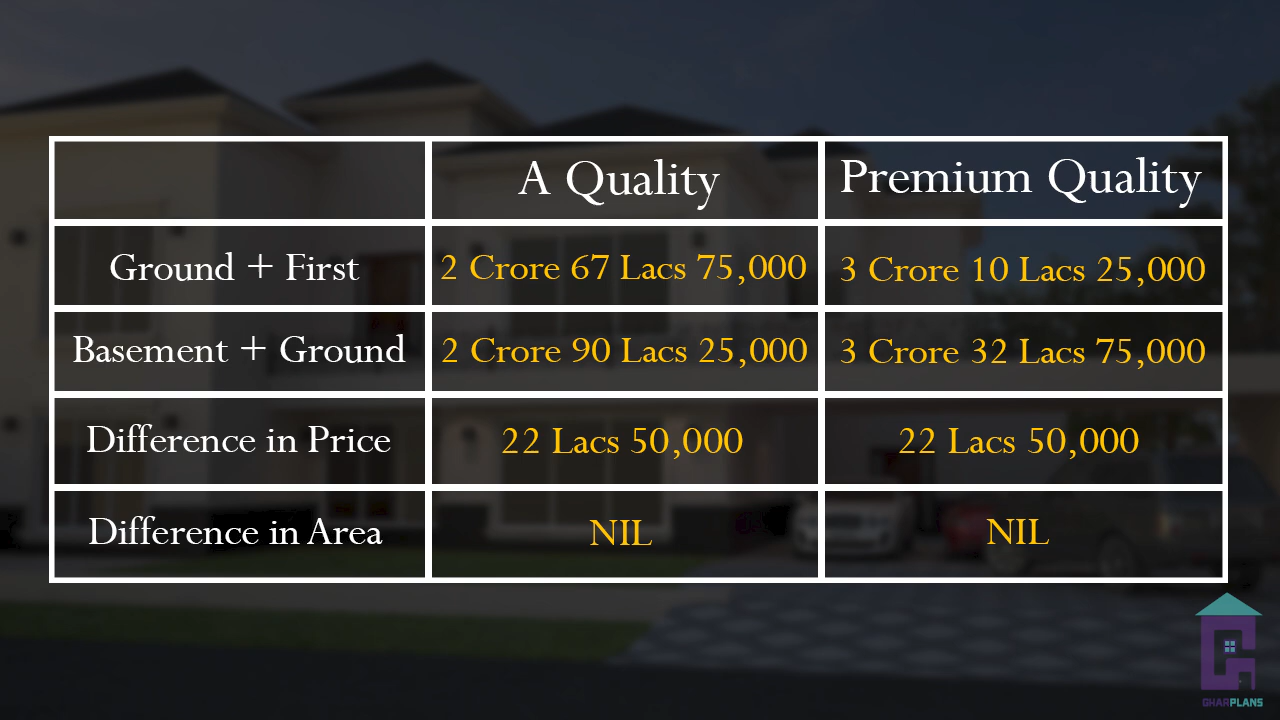 A Quality
Premium Quality
Ground + First
2 Crore 67 Lacs 75,000
3 Crore 10 Lacs 25,000
Basement + Ground
2 Crore 90 Lacs 25,000
3 Crore 32 Lacs 75,000
Difference in Price
22 Lacs 50,000
22 Lacs 50,000
Difference in Area
NIL
NIL
GHARPLANS